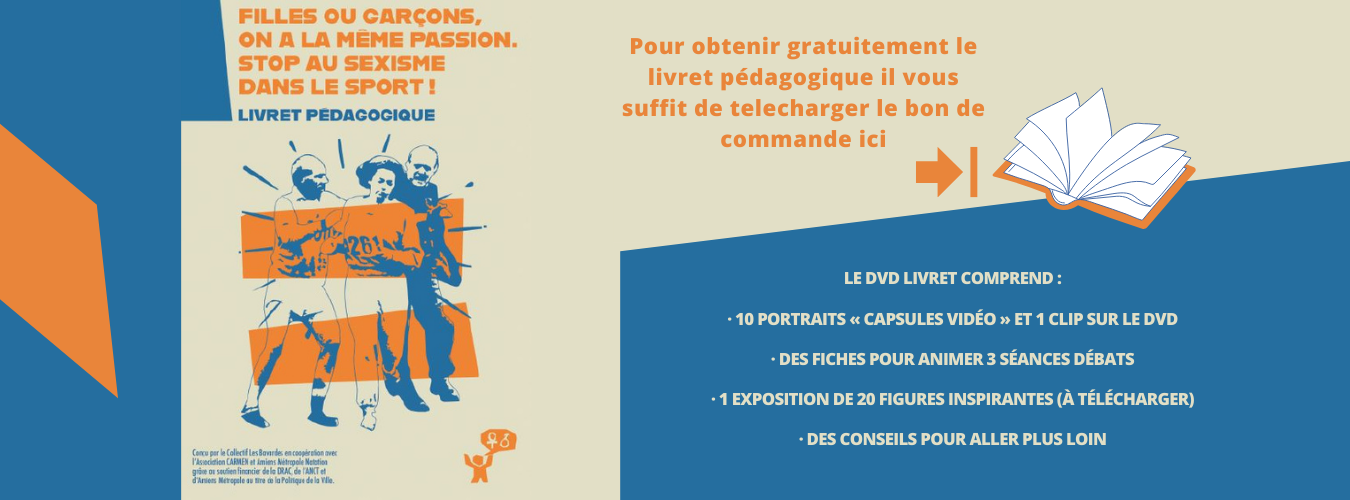 FILLES OU GARÇONS,
ON A LA MÊME PASSION.
STOP AU SEXISME
DANS LE SPORT !
LIVRET PÉDAGOGIQUE
261
Conçu par le Collectif Les Bavardes en coopération avec
l'Association CARMEN et Amiens Métropole Natation
grâce au soutien financier de la DRAC, de l'ANCT et
d'Amiens Métropole au titre de la Politique de la Ville.
Pour obtenir gratuitement le
livret pédagogique il vous
suffit de telecharger le bon de
commande ici
LE DVD LIVRET COMPREND :
· 10 PORTRAITS « CAPSULES VIDÉO » ET 1 CLIP SUR LE DVD
· DES FICHES POUR ANIMER 3 SÉANCES DÉBATS
· 1 EXPOSITION DE 20 FIGURES INSPIRANTES (À TÉLÉCHARGER)
· DES CONSEILS POUR ALLER PLUS LOIN